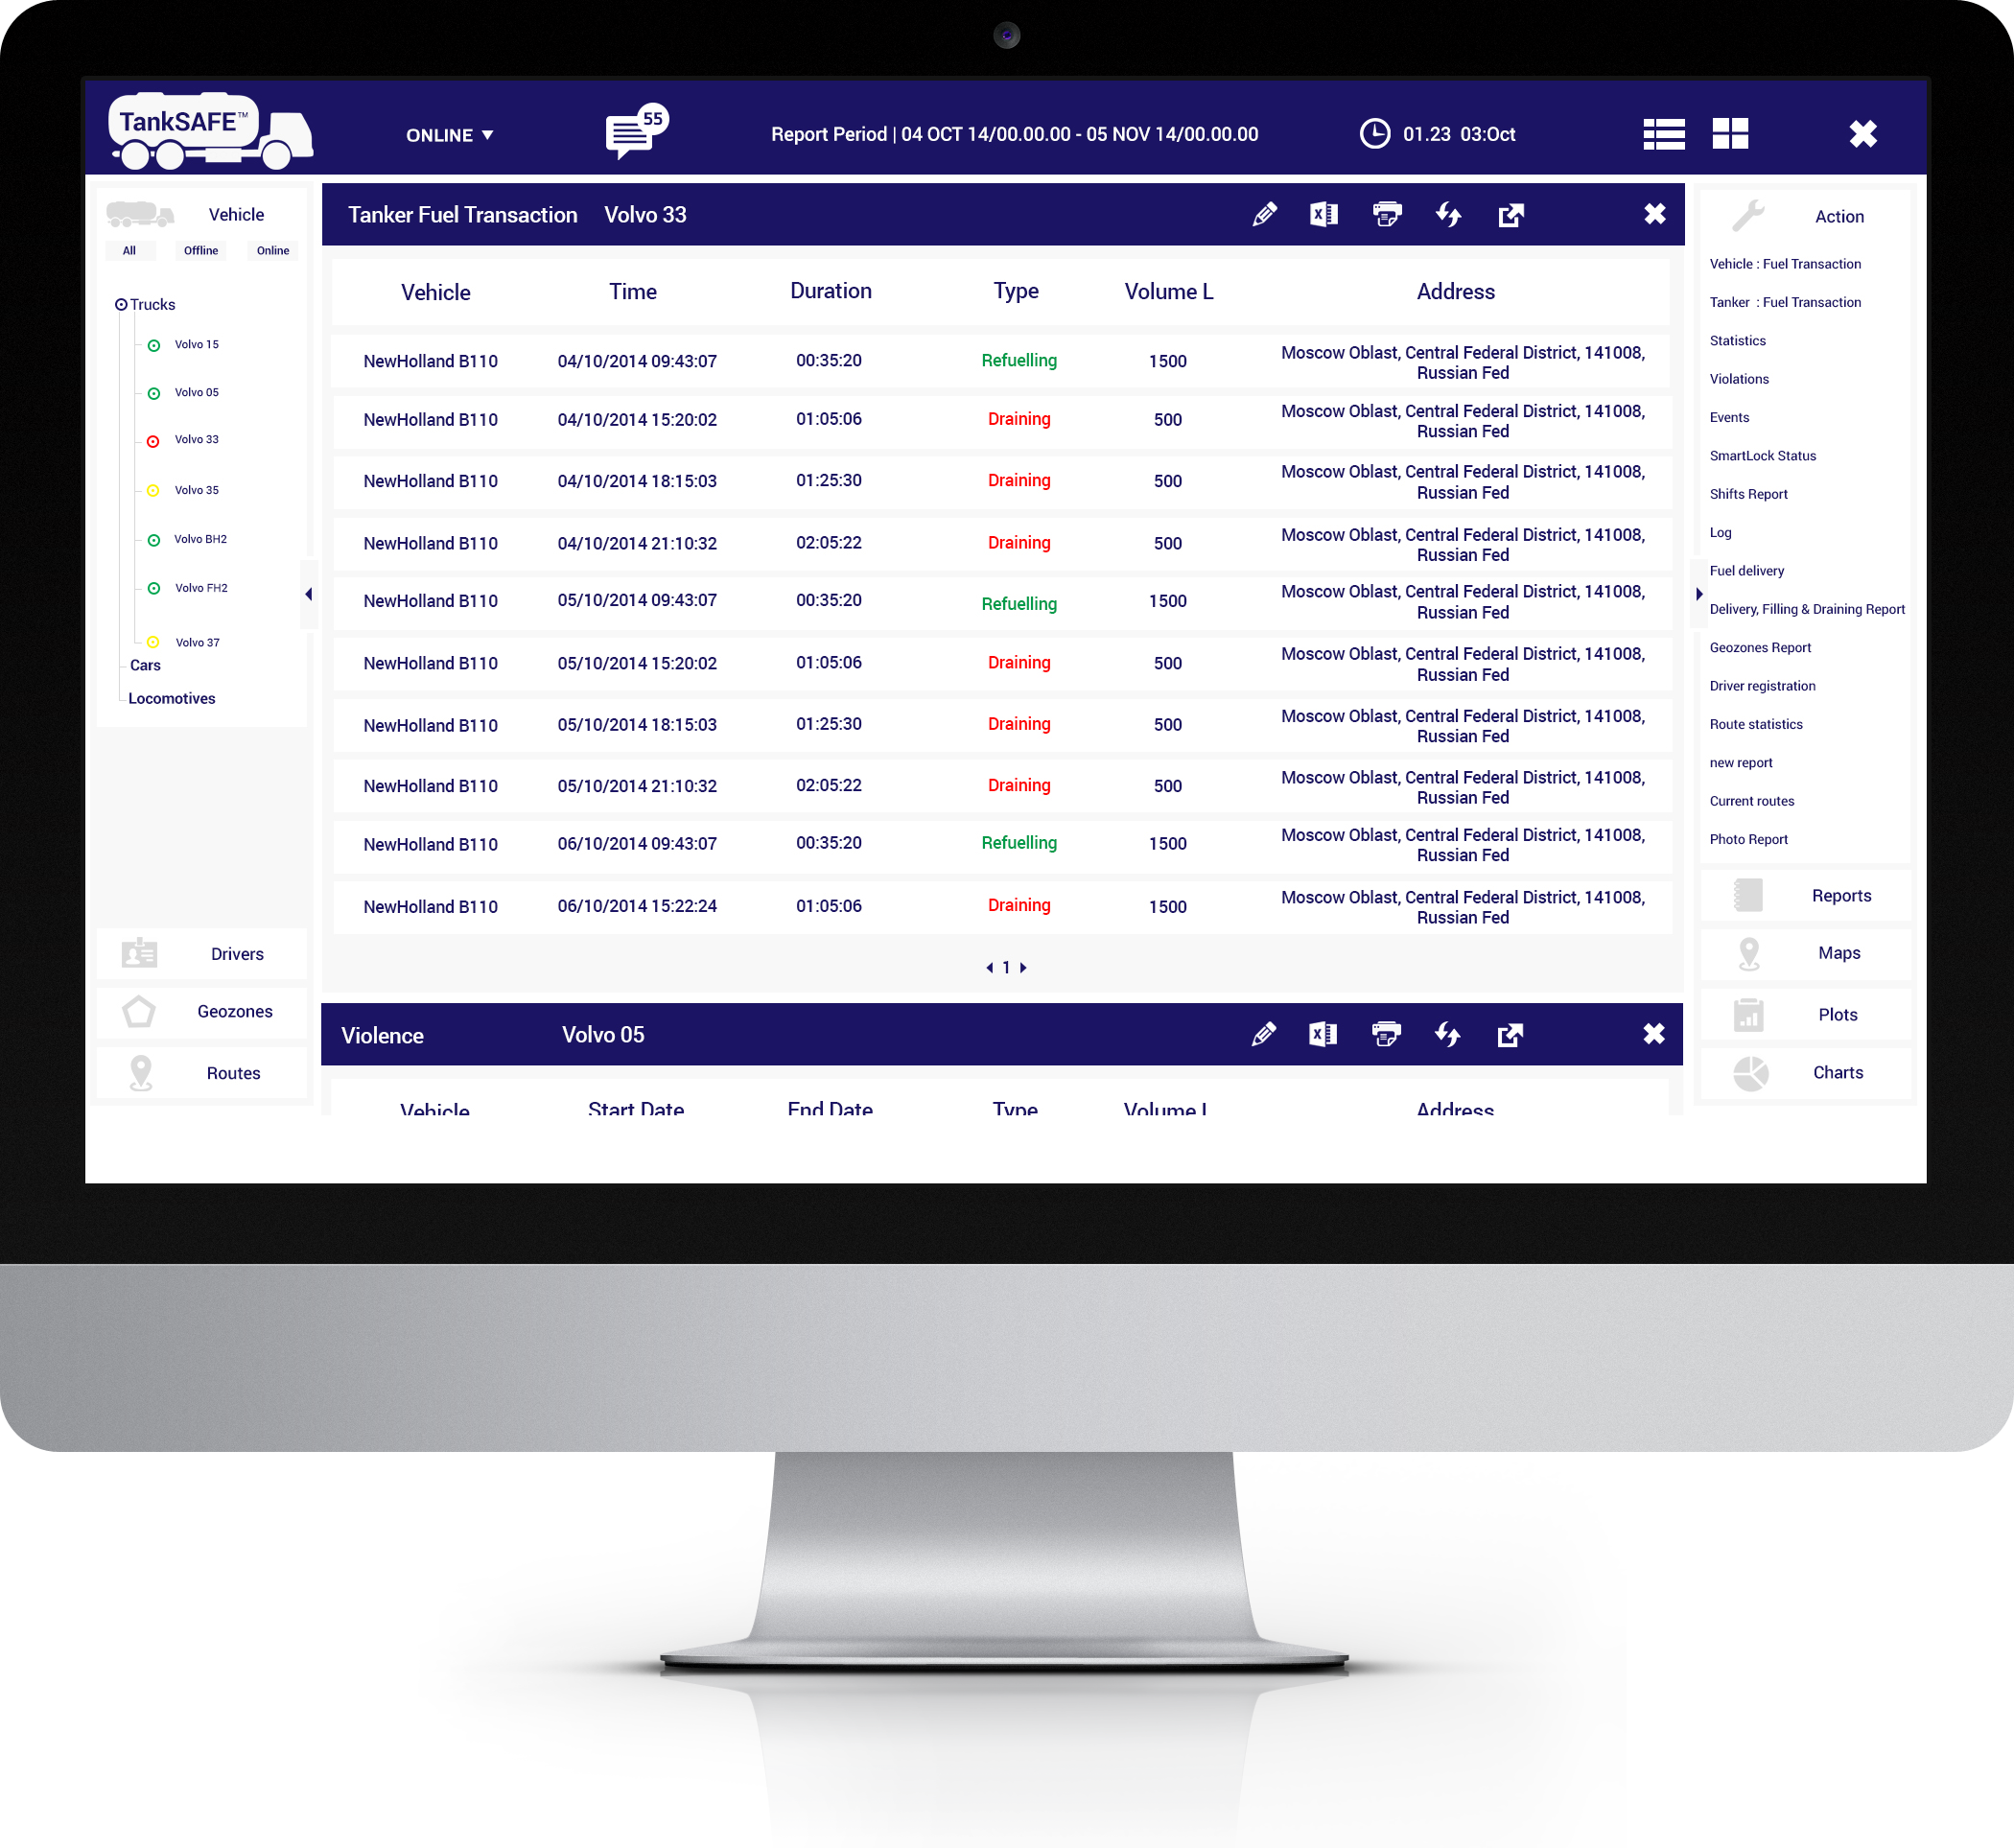 TankSAFE™
ONLINE ▼
55
Report Period | 04 OCT 14/00.00.00 - 05 NOV 14/00.00.00
01.23 03:Oct
Vehicle
All Offline Online
Trucks
Volvo 15
Volvo 05
Volvo 33
Volvo 35
Volvo BH2
Volvo FH2
Volvo 37
Cars
Locomotives
Drivers
Geozones
Routes
Tanker Fuel Transaction Volvo 33
Vehicle Time Duration Type Volume L Address
NewHolland B110 04/10/2014 09:43:07 00:35:20 Refuelling 1500 Moscow Oblast, Central Federal District, 141008,
Russian Fed
NewHolland B110 04/10/2014 15:20:02 01:05:06 Draining 500 Moscow Oblast, Central Federal District, 141008,
Russian Fed
NewHolland B110 04/10/2014 18:15:03 01:25:30 Draining 500 Moscow Oblast, Central Federal District, 141008,
Russian Fed
NewHolland B110 04/10/2014 21:10:32 02:05:22 Draining 500 Moscow Oblast, Central Federal District, 141008,
Russian Fed
NewHolland B110 05/10/2014 09:43:07 00:35:20 Refuelling 1500 Moscow Oblast, Central Federal District, 141008,
Russian Fed
NewHolland B110 05/10/2014 15:20:02 01:05:06 Draining 500 Moscow Oblast, Central Federal District, 141008,
Russian Fed
NewHolland B110 05/10/2014 18:15:03 01:25:30 Draining 500 Moscow Oblast, Central Federal District, 141008,
Russian Fed
NewHolland B110 05/10/2014 21:10:32 02:05:22 Draining 500 Moscow Oblast, Central Federal District, 141008,
Russian Fed
NewHolland B110 06/10/2014 09:43:07 00:35:20 Refuelling 1500 Moscow Oblast, Central Federal District, 141008,
Russian Fed
NewHolland B110 06/10/2014 15:22:24 01:05:06 Draining 1500 Moscow Oblast, Central Federal District, 141008,
Russian Fed
1
Violence Volvo 05
Vehicle Start Date End Date Type Volume L Address
Action
Vehicle : Fuel Transaction
Tanker : Fuel Transaction
Statistics
Violations
Events
SmartLock Status
Shifts Report
Log
Fuel delivery
Delivery, Filling & Draining Report
Geozones Report
Driver registration
Route statistics
new report
Current routes
Photo Report
Reports
Maps
Plots
Charts